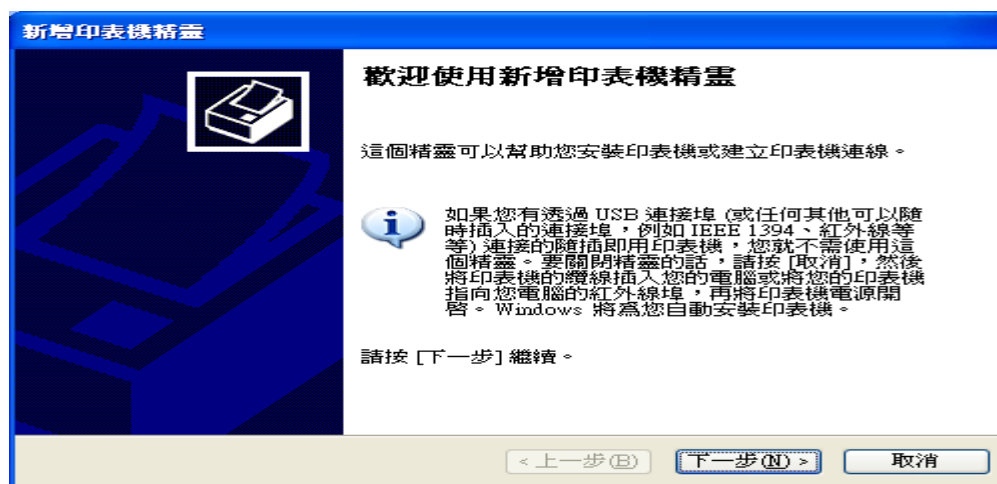 新增印表機精靈
歡迎使用新增印表機精靈
這個精靈可以幫助您安裝印表機或建立印表機連線。
如果您有透過 USB 連接埠 (或任何其他可以隨
時插入的連接埠，例如 IEEE 1394、紅外線等
等) 連接的隨插即用印表機，您就不需使用這
個精靈。要關閉精靈的話，請按 [取消]，然後
將印表機的纜線插入您的電腦或將您的印表機
指向您電腦的紅外線埠，再將印表機電源開
啓。Windows 將為您自動安裝印表機。
請按 [下一步] 繼續。
< 上一步(B) 下一步(N) > 取消